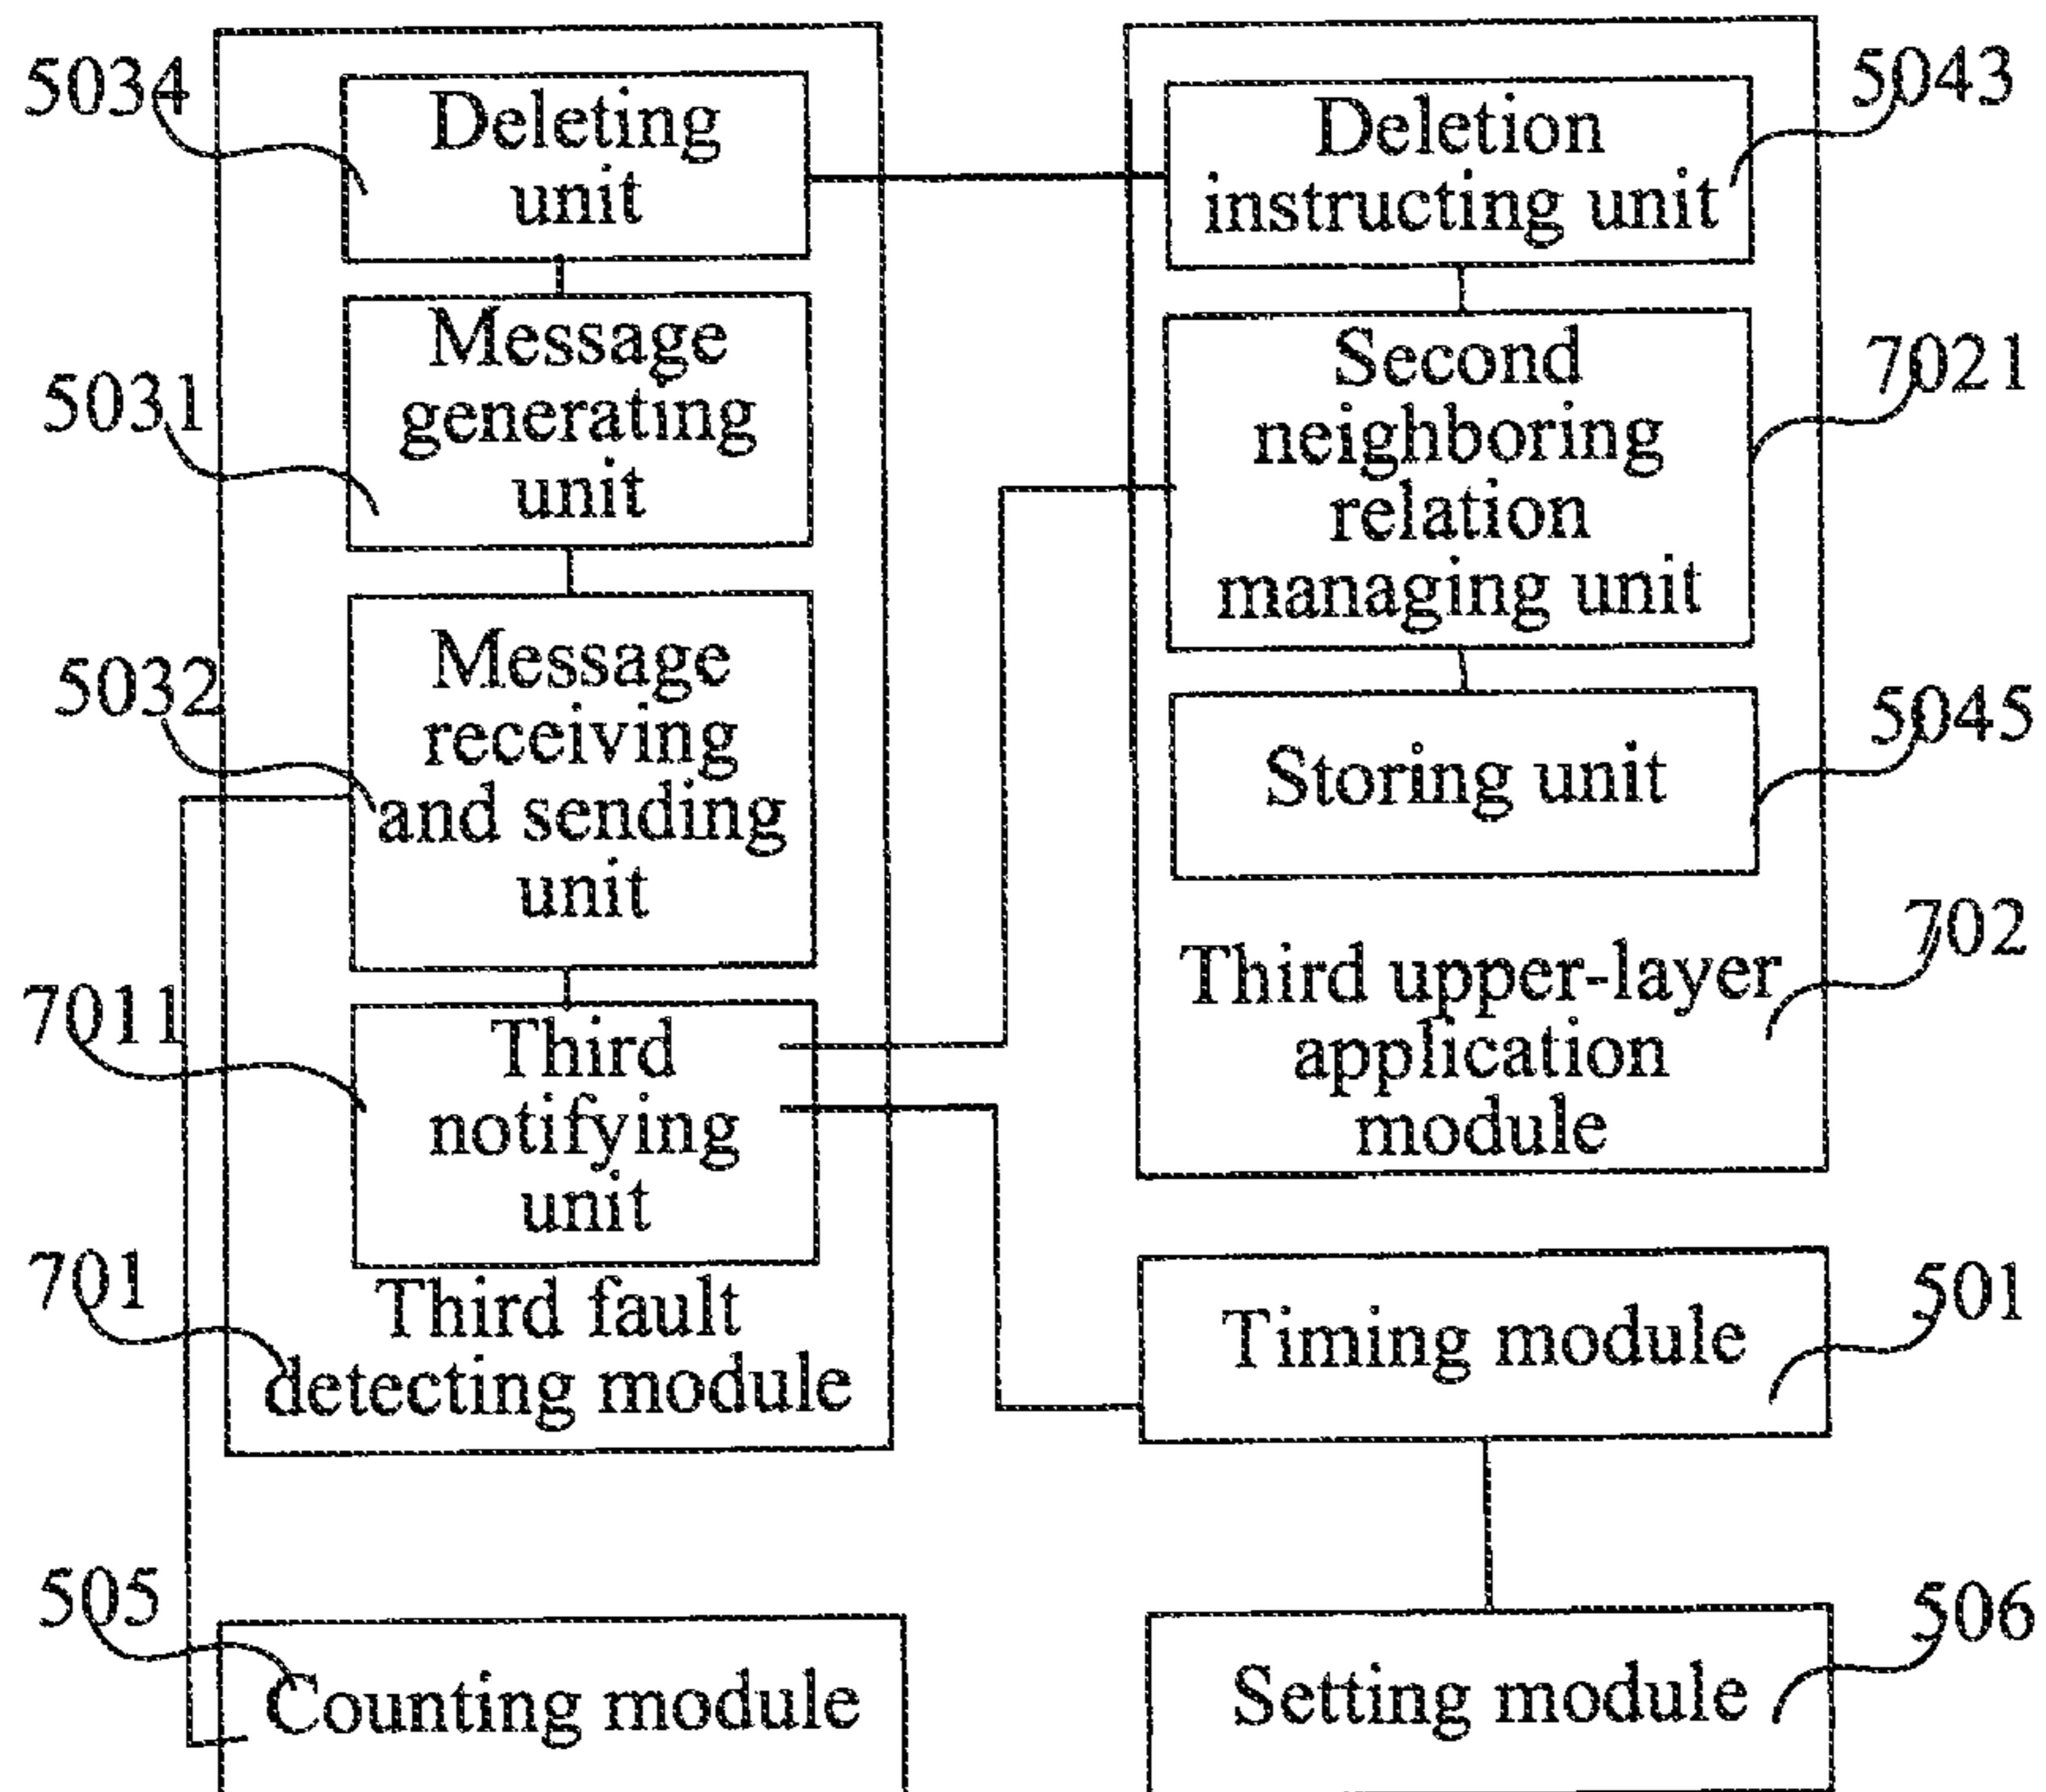 5034
Deleting
unit
5031
Message
generating
unit
5032
Message
receiving
and sending
unit
7011
Third
notifying
unit
701
Third fault
detecting module
505
Counting module
5043
Deletion
instructing unit
7021
Second
neighboring
relation
managing unit
5045
Storing unit
702
Third upper-layer
application
module
501
Timing module
506
Setting module